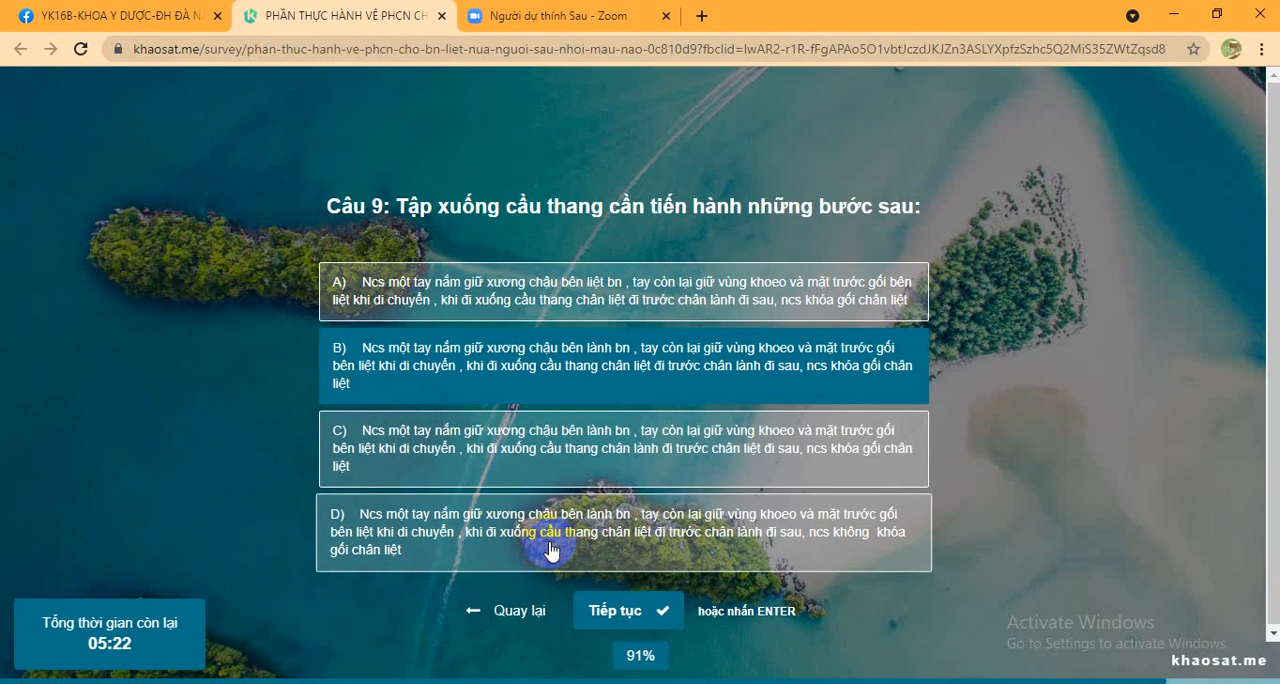 YK16B-KHOA Y DƯỢC-ĐH ĐÀ N
PHẦN THỰC HÀNH VỀ PHCN CH
Người dự thính Sau - Zoom
khaosat.me/survey/phan-thuc-hanh-ve-phcn-cho-bn-liet-nua-nguoi-sau-nhoi-mau-nao-0c810d9?fbclid=IwAR2-r1R-fFgAPAo5O1vbtJczdJKJZn3ASLYXpfzSzhc5Q2MiS35ZWtZqsd8
Câu 9: Tập xuống cầu thang cần tiến hành những bước sau:
A) Ncs một tay nắm giữ xương chậu bên liệt bn , tay còn lại giữ vùng khoeo và mặt trước gối bên
liệt khi di chuyển , khi đi xuống cầu thang chân liệt đi trước chân lành đi sau, ncs khóa gối chân liệt
B) Ncs một tay nắm giữ xương chậu bên lành bn , tay còn lại giữ vùng khoeo và mặt trước gối
bên liệt khi di chuyển , khi đi xuống cầu thang chân liệt đi trước chân lành đi sau, ncs khóa gối chân
liệt
C) Ncs một tay nắm giữ xương chậu bên lành bn , tay còn lại giữ vùng khoeo và mặt trước gối
bên liệt khi di chuyển , khi đi xuống cầu thang chân lành đi trước chân liệt đi sau, ncs khóa gối chân
liệt
D) Ncs một tay nắm giữ xương chậu bên lành bn , tay còn lại giữ vùng khoeo và mặt trước gối
bên liệt khi di chuyển , khi đi xuống cầu thang chân liệt đi trước chân lành đi sau, ncs không khóa
gối chân liệt
Quay lại
Tiếp tục
hoặc nhấn ENTER
Tổng thời gian còn lại
05:22
91%
Activate Windows
Go to Settings to activate Windows.
khaosat.me